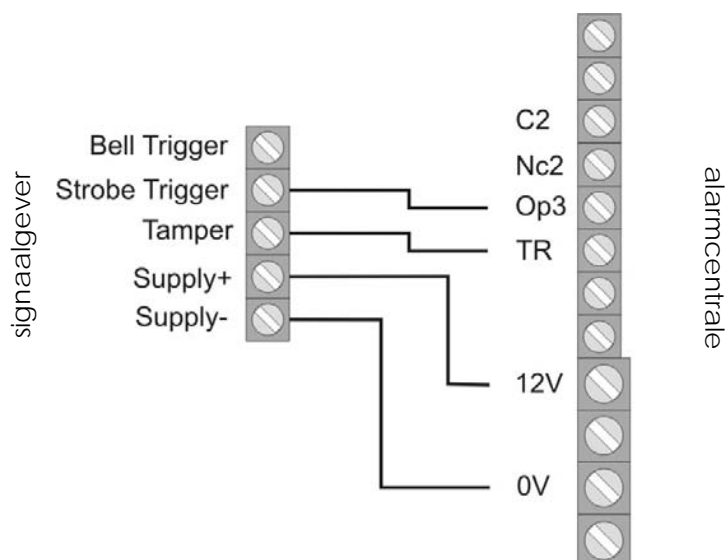 signaalgever
Bell Trigger
Strobe Trigger
Tamper
Supply+
Supply-
C2
Nc2
Op3
TR
12V
0V
alarmcentrale